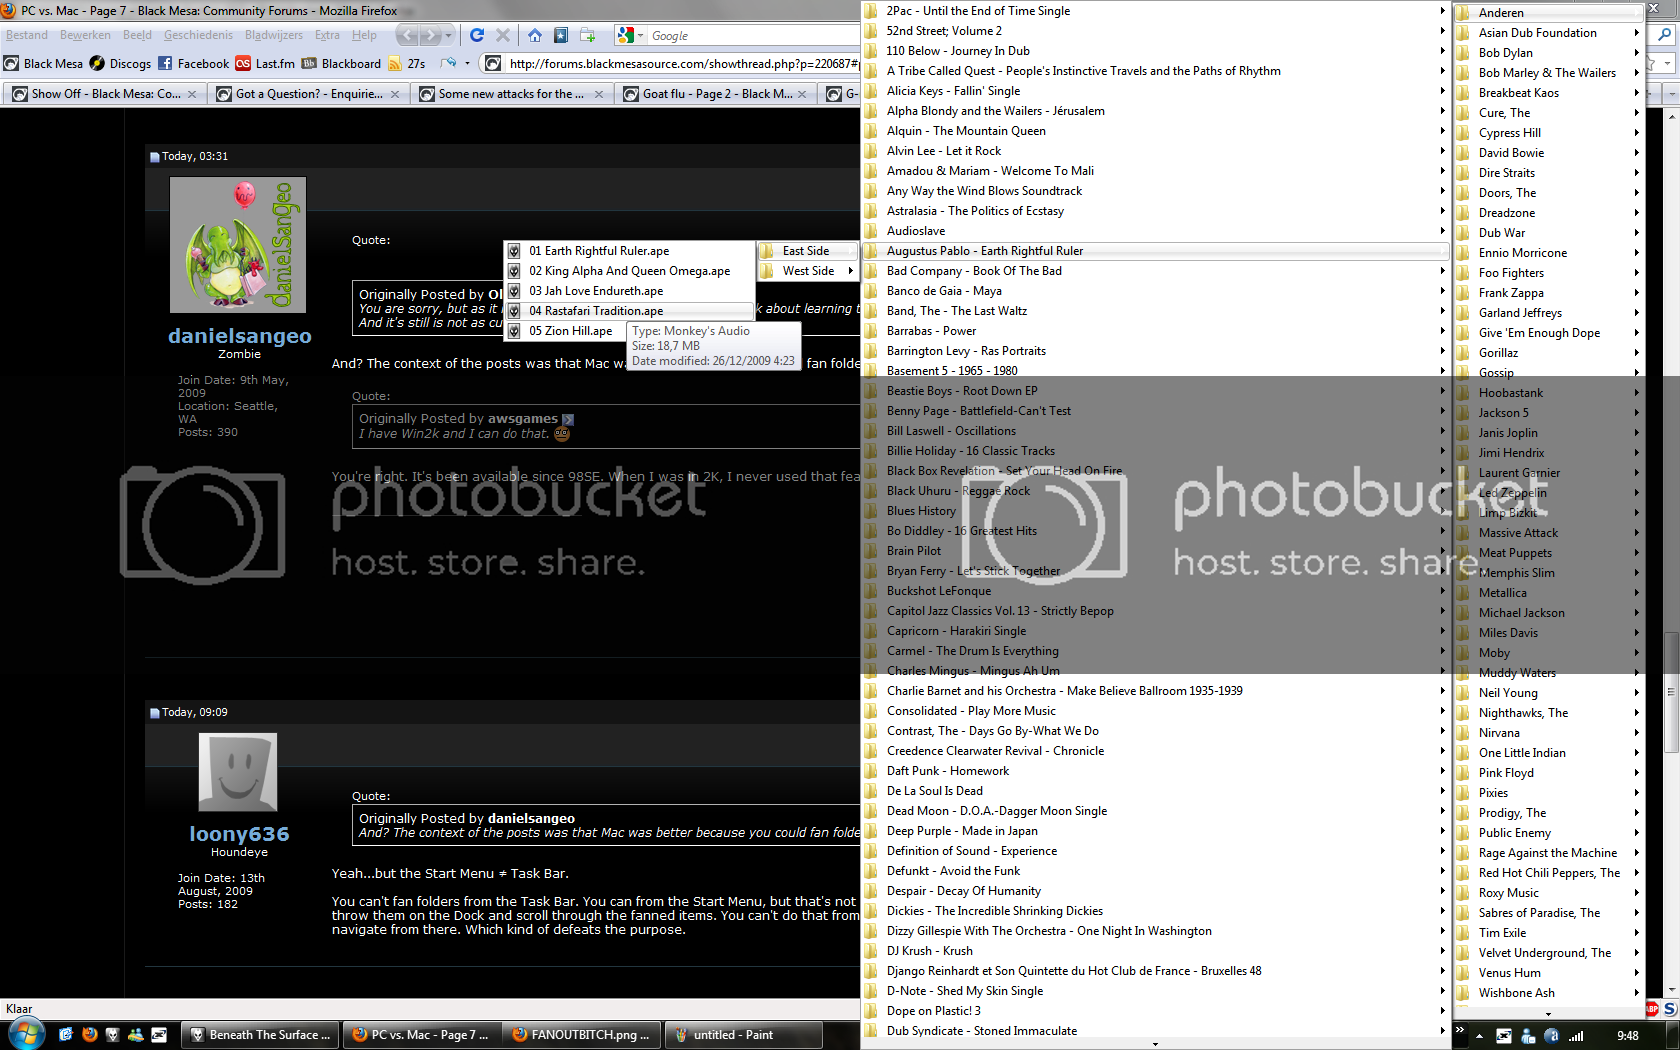 PC vs. Mac - Page 7 - Black Mesa: Community Forums - Mozilla Firefox
Bestand Bewerken Beeld Geschiedenis Bladwijzers Extra Help
Google
Black Mesa Discogs Facebook Last.fm Blackboard 27s
http://forums.blackmesasource.com/showthread.php?p=220687#
Show Off - Black Mesa: Co... Got a Question? - Enquirie... Some new attacks for the ... Goat flu - Page 2 - Black M... G-
Today, 03:31
danielSanGeo
danielsangeo
Zombie
Join Date: 9th May,
2009
Location: Seattle,
WA
Posts: 390
Quote:
Originally Posted by Ol
You are sorry, but as it
k about learning t
And it's still is not as cu
And? The context of the posts was that Mac wa
fan folde
Quote:
Originally Posted by awsgames
I have Win2k and I can do that.
You're right. It's been available since 98SE. When I was in 2K, I never used that fea
01 Earth Rightful Ruler.ape
02 King Alpha And Queen Omega.ape
03 Jah Love Endureth.ape
04 Rastafari Tradition.ape
05 Zion Hill.ape
Type: Monkey's Audio
Size: 18,7 MB
Date modified: 26/12/2009 4:23
East Side
West Side
Today, 09:09
loony636
Houndeye
Join Date: 13th
August, 2009
Posts: 182
Quote:
Originally Posted by danielsangeo
And? The context of the posts was that Mac was better because you could fan folde
Yeah...but the Start Menu ≠ Task Bar.
You can't fan folders from the Task Bar. You can from the Start Menu, but that's not
throw them on the Dock and scroll through the fanned items. You can't do that from
navigate from there. Which kind of defeats the purpose.
2Pac - Until the End of Time Single
52nd Street; Volume 2
110 Below - Journey In Dub
A Tribe Called Quest - People's Instinctive Travels and the Paths of Rhythm
Alicia Keys - Fallin' Single
Alpha Blondy and the Wailers - Jérusalem
Alquin - The Mountain Queen
Alvin Lee - Let it Rock
Amadou & Mariam - Welcome To Mali
Any Way the Wind Blows Soundtrack
Astralasia - The Politics of Ecstasy
Audioslave
Augustus Pablo - Earth Rightful Ruler
Bad Company - Book Of The Bad
Banco de Gaia - Maya
Band, The - The Last Waltz
Barrabas - Power
Barrington Levy - Ras Portraits
Basement 5 - 1965 - 1980
Beastie Boys - Root Down EP
Benny Page - Battlefield-Can't Test
Bill Laswell - Oscillations
Billie Holiday - 16 Classic Tracks
Black Box Revelation - Set Your Head On Fire
Black Uhuru - Reggae Rock
Blues History
Bo Diddley - 16 Greatest Hits
Brain Pilot
Bryan Ferry - Let's Stick Together
Buckshot LeFonque
Capitol Jazz Classics Vol. 13 - Strictly Bepop
Capricorn - Harakiri Single
Carmel - The Drum Is Everything
Charles Mingus - Mingus Ah Um
Charlie Barnet and his Orchestra - Make Believe Ballroom 1935-1939
Consolidated - Play More Music
Contrast, The - Days Go By-What We Do
Creedence Clearwater Revival - Chronicle
Daft Punk - Homework
De La Soul Is Dead
Dead Moon - D.O.A.-Dagger Moon Single
Deep Purple - Made in Japan
Definition of Sound - Experience
Defunkt - Avoid the Funk
Despair - Decay Of Humanity
Dickies - The Incredible Shrinking Dickies
Dizzy Gillespie With The Orchestra - One Night In Washington
DJ Krush - Krush
Django Reinhardt et Son Quintette du Hot Club de France - Bruxelles 48
D-Note - Shed My Skin Single
Dope on Plastic! 3
Dub Syndicate - Stoned Immaculate
Anderen
Asian Dub Foundation
Bob Dylan
Bob Marley & The Wailers
Breakbeat Kaos
Cure, The
Cypress Hill
David Bowie
Dire Straits
Doors, The
Dreadzone
Dub War
Ennio Morricone
Foo Fighters
Frank Zappa
Garland Jeffreys
Give 'Em Enough Dope
Gorillaz
Gossip
Hoobastank
Jackson 5
Janis Joplin
Jimi Hendrix
Laurent Garnier
Led Zeppelin
Limp Bizkit
Massive Attack
Meat Puppets
Memphis Slim
Metallica
Michael Jackson
Miles Davis
Moby
Muddy Waters
Neil Young
Nighthawks, The
Nirvana
One Little Indian
Pink Floyd
Pixies
Prodigy, The
Public Enemy
Rage Against the Machine
Red Hot Chili Peppers, The
Roxy Music
Sabres of Paradise, The
Tim Exile
Velvet Underground, The
Venus Hum
Wishbone Ash
photobucket
host. store. share.
photobucket
host. store. share.
Klaar
ABP
Beneath The Surface ... PC vs. Mac - Page 7 ... FANOUTBITCH.png ... untitled - Paint
9:48